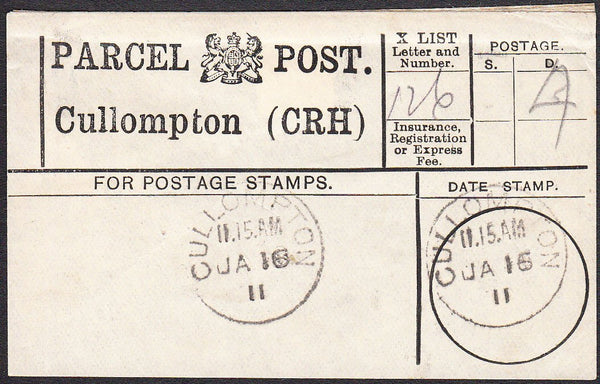 PARCEL POST.
Cullompton (CRH)
X LIST
Letter and
Number.
126
Insurance,
Registration
or Express
Fee.
POSTAGE.
S. D.
FOR POSTAGE STAMPS.
CULLOMPTON
11.15.AM
JA 16
11
DATE STAMP.
CULLOMPTON
11.15.AM
JA 16
11